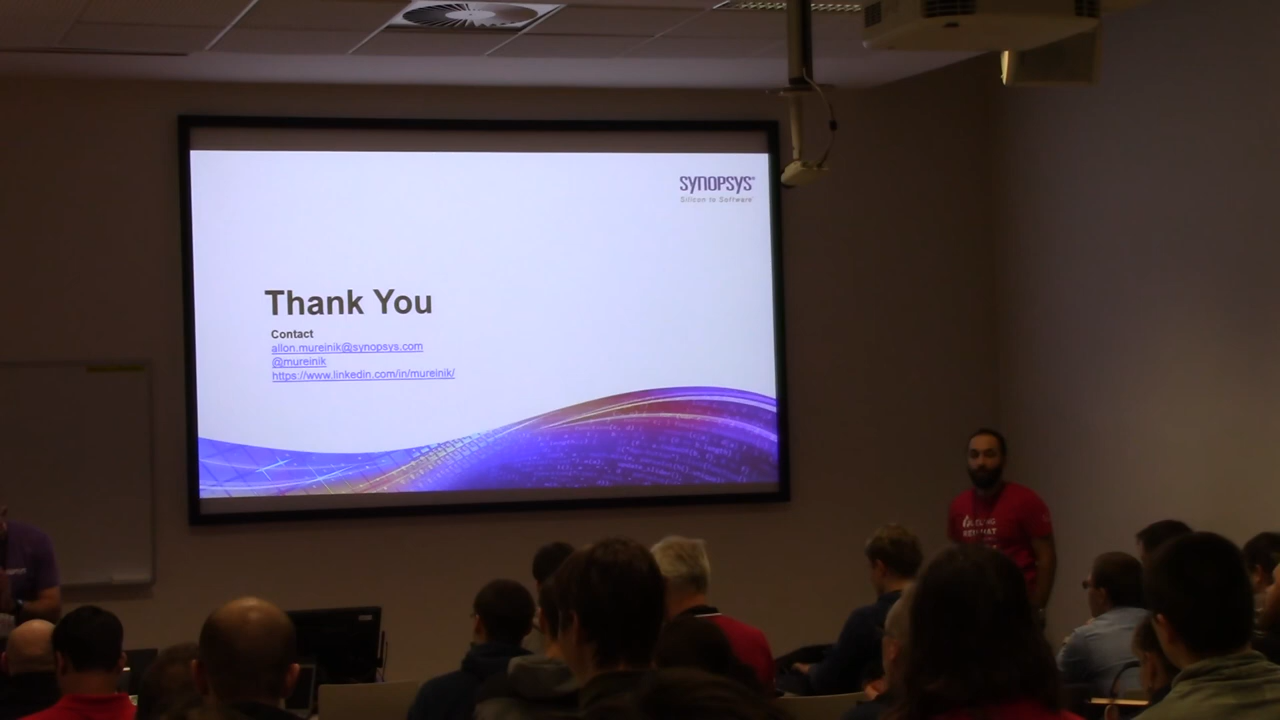 SYNOPSYS®
Silicon to Software
Thank You
Contact
allon.mureinik@synopsys.com
@mureinik
https://www.linkedin.com/in/mureinik/